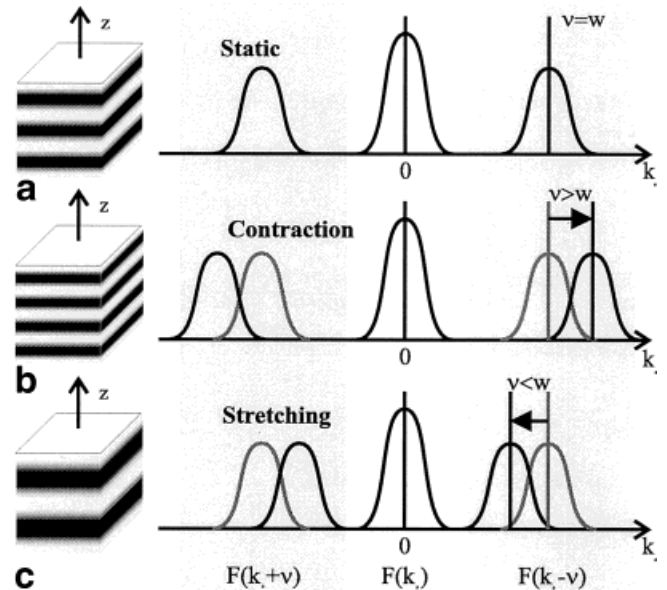 z
Static
ν=w
0
k
a
z
Contraction
ν>w
0
k
b
z
Stretching
ν<w
0
k
c
F(k +ν)
F(k )
F(k -ν)